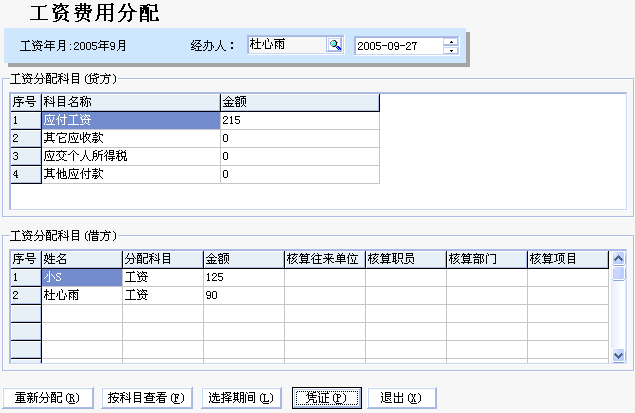 工资费用分配
工资年月:2005年9月 经办人： 杜心雨 2005-09-27
工资分配科目(贷方)
序号 科目名称 金额
1 应付工资 215
2 其它应收款 0
3 应交个人所得税 0
4 其他应付款 0
工资分配科目(借方)
序号 姓名 分配科目 金额 核算往来单位 核算职员 核算部门 核算项目
1 小S 工资 125
2 杜心雨 工资 90
重新分配(R) 按科目查看(F) 选择期间(L) 凭证(P) 退出(X)